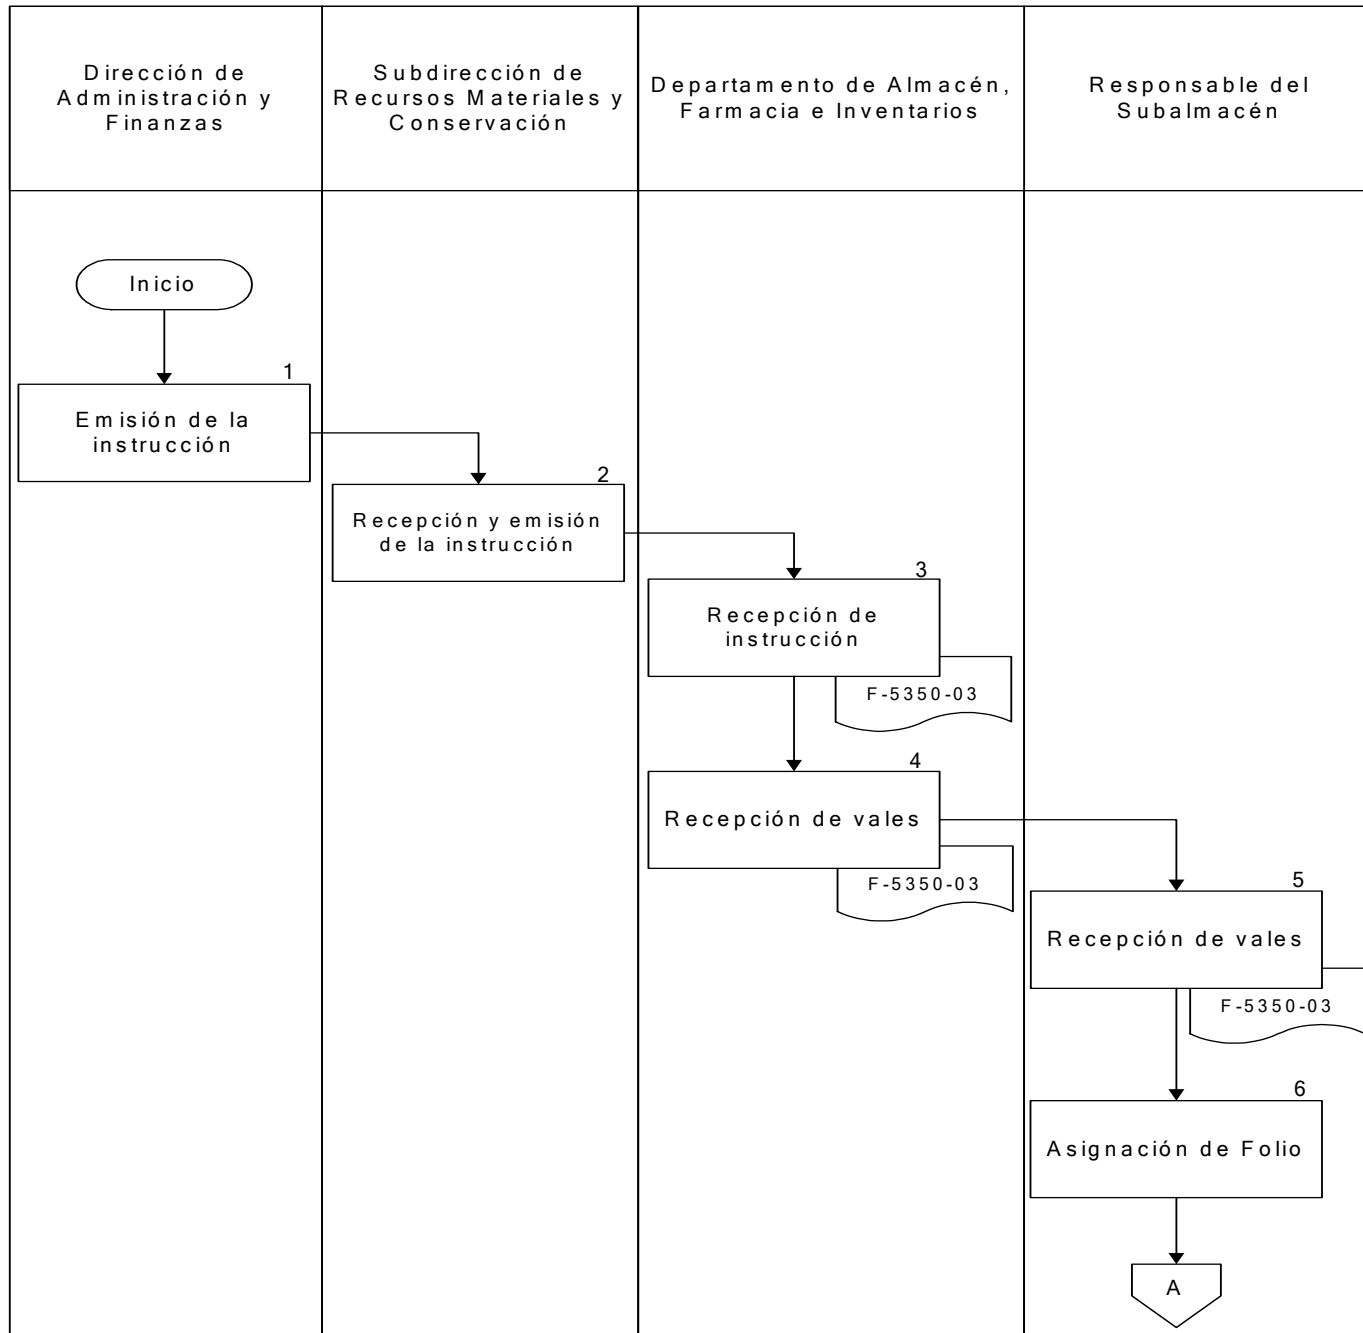 Dirección de
Administración y
Finanzas
Subdirección de
Recursos Materiales y
Conservación
Departamento de Almacén,
Farmacia e Inventarios
Responsable del
Subalmacén
Inicio
1
Emisión de la
instrucción
2
Recepción y emisión
de la instrucción
3
Recepción de
instrucción
F-5350-03
4
Recepción de vales
F-5350-03
5
Recepción de vales
F-5350-03
6
Asignación de Folio
A